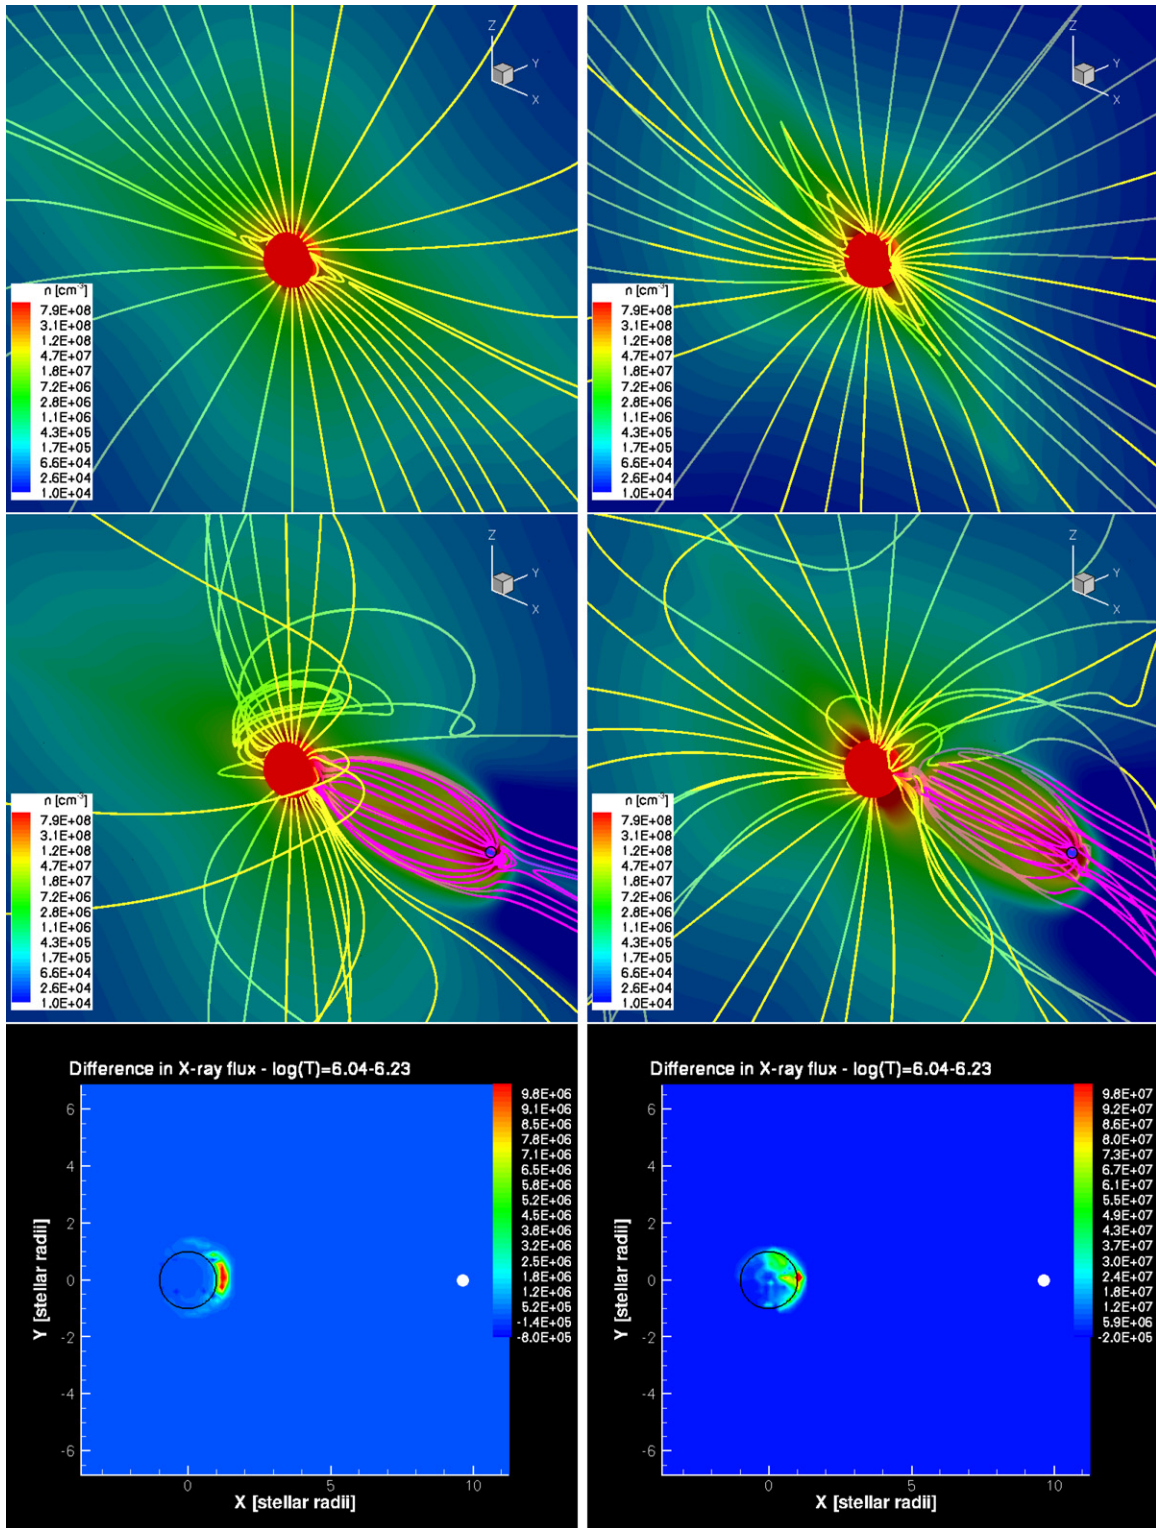 Z
Y
X
n [cm-3]
7.9E+08
3.1E+08
1.2E+08
4.7E+07
1.8E+07
7.2E+06
2.8E+06
1.1E+06
4.3E+05
1.7E+05
6.6E+04
2.6E+04
1.0E+04
Z
Y
X
n [cm-3]
7.9E+08
3.1E+08
1.2E+08
4.7E+07
1.8E+07
7.2E+06
2.8E+06
1.1E+06
4.3E+05
1.7E+05
6.6E+04
2.6E+04
1.0E+04
Z
Y
X
n [cm-3]
7.9E+08
3.1E+08
1.2E+08
4.7E+07
1.8E+07
7.2E+06
2.8E+06
1.1E+06
4.3E+05
1.7E+05
6.6E+04
2.6E+04
1.0E+04
Z
Y
X
n [cm-3]
7.9E+08
3.1E+08
1.2E+08
4.7E+07
1.8E+07
7.2E+06
2.8E+06
1.1E+06
4.3E+05
1.7E+05
6.6E+04
2.6E+04
1.0E+04
Difference in X-ray flux - log(T)=6.04-6.23
9.8E+06
9.1E+06
8.5E+06
7.8E+06
7.1E+06
6.5E+06
5.8E+06
5.2E+06
4.5E+06
3.8E+06
3.2E+06
2.5E+06
1.8E+06
1.2E+06
5.2E+05
-1.4E+05
-8.0E+05
6
4
2
0
-2
-4
-6
Y [stellar radii]
0
5
10
X [stellar radii]
Difference in X-ray flux - log(T)=6.04-6.23
9.8E+07
9.2E+07
8.6E+07
7.9E+07
7.3E+07
6.7E+07
6.1E+07
5.5E+07
4.9E+07
4.3E+07
3.7E+07
3.0E+07
2.4E+07
1.8E+07
1.2E+07
5.9E+06
-2.0E+05
6
4
2
0
-2
-4
-6
Y [stellar radii]
0
5
10
X [stellar radii]